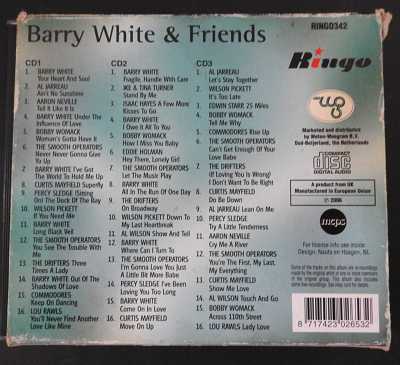 RINGO342
Barry White & Friends
Ringo
CD1
1. BARRY WHITE
Your Heart and Soul
2. AL JARREAU
Ain't No Sunshine
3. AARON NEVILLE
Tell It Like It Is
4. BARRY WHITE Under The
Influence Of Love
5. BOBBY WOMACK
Woman's Gotta Have It
6. THE SMOOTH OPERATORS
Never Never Gonna Give
Ya Up
7. BARRY WHITE I've Got
The World To Hold Me Up
8. CURTIS MAYFIELD Superfly
9. PERCY SLEDGE (Sitting
On) The Dock Of The Bay
10. WILSON PICKETT
If You Need Me
11. BARRY WHITE
Long Black Veil
12. THE SMOOTH OPERATORS
You See The Trouble With
Me
13. THE DRIFTERS Three
Times A Lady
14. BARRY WHITE Out Of The
Shadows Of Love
15. COMMODORES
Keep On Dancing
16. LOU RAWLS
You'll Never Find Another
Love Like Mine
CD2
1. BARRY WHITE
Fragile, Handle With Care
2. IKE & TINA TURNER
Stand By Me
3. ISAAC HAYES A Few More
Kisses To Go
4. BARRY WHITE
I Owe It All To You
5. BOBBY WOMACK
How I Miss You Baby
6. EDDIE HOLMAN
Hey There, Lonely Girl
7. THE SMOOTH OPERATORS
Let The Music Play
8. BARRY WHITE
All In The Run Of One Day
9. THE DRIFTERS
On Broadway
10. WILSON PICKETT Down To
My Last Heartbreak
11. AL WILSON Show And Tell
12. BARRY WHITE
Where Can I Turn To
13. THE SMOOTH OPERATORS
I'm Gonna Love You Just
A Little Bit More Babe
14. PERCY SLEDGE I've Been
Loving You Too Long
15. BARRY WHITE
Come On In Love
16. CURTIS MAYFIELD
Move On Up
CD3
1. AL JARREAU
Let's Stay Together
2. WILSON PICKETT
It's Too Late
3. EDWIN STARR 25 Miles
4. BOBBY WOMACK
Tell Me Why
5. COMMODORES Rise Up
6. THE SMOOTH OPERATORS
Can't Get Enough Of Your
Love Babe
7. THE DRIFTERS
(If Loving You Is Wrong)
I Don't Want To Be Right
8. CURTIS MAYFIELD
Do Be Down
9. AL JARREAU Lean On Me
10. PERCY SLEDGE
Try A Little Tenderness
11. AARON NEVILLE
Cry Me A River
12. THE SMOOTH OPERATORS
You're The First, My Last,
My Everything
13. CURTIS MAYFIELD
Show Me Love
14. AL WILSON Touch And Go
15. BOBBY WOMACK
Across 110th Street
16. LOU RAWLS Lady Love
Marketed and distributed
by Weton-Wesgram B.V.
Oud-Beijerland, the Netherlands
COMPACT
disc
DIGITAL AUDIO
A product from UK
Manufactured in European Union
2006
mcps
For license info see inside
8 717423 026532